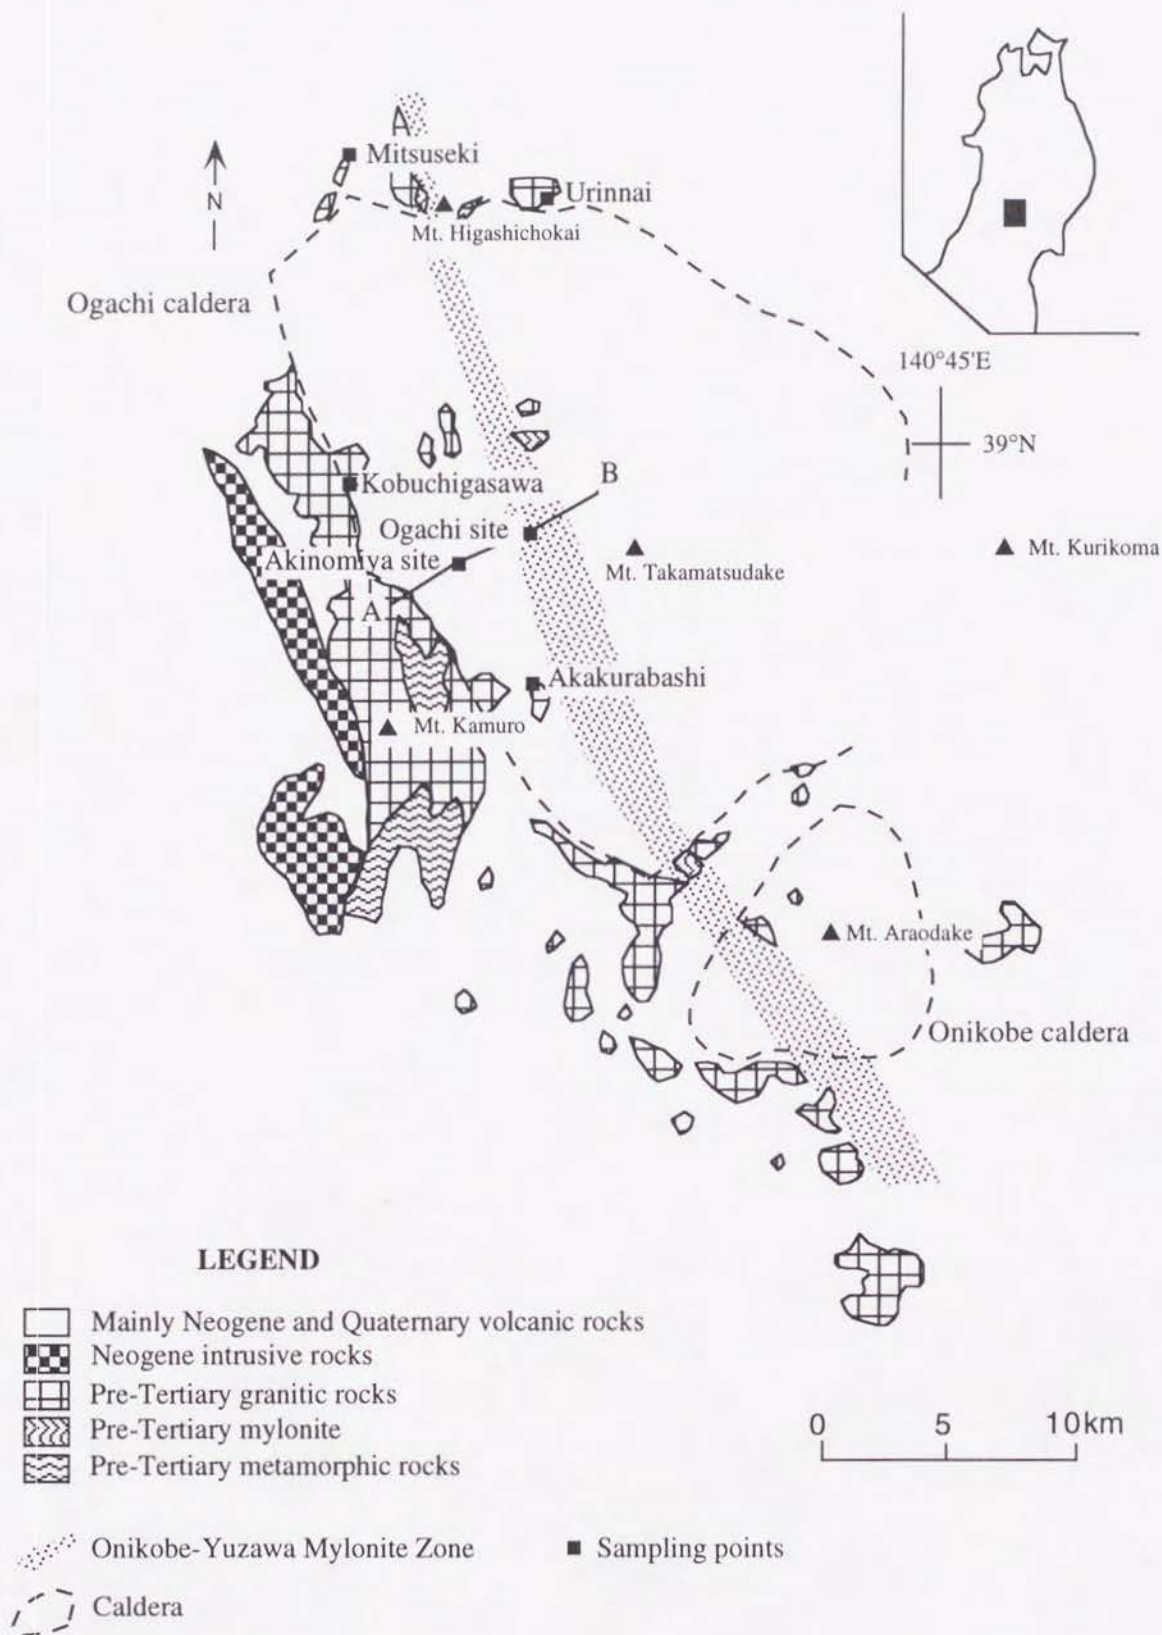 A
Mitsuseki
N
Urinnai
Mt. Higashichokai
Ogachi caldera
140°45'E
39°N
Kobuchigasawa
B
Ogachi site
Akinomiya site
Mt. Takamatsudake
Mt. Kurikoma
A
Akakurabashi
Mt. Kamuro
Mt. Araodake
Onikobe caldera
LEGEND
Mainly Neogene and Quaternary volcanic rocks
Neogene intrusive rocks
Pre-Tertiary granitic rocks
Pre-Tertiary mylonite
Pre-Tertiary metamorphic rocks
0 5 10km
Onikobe-Yuzawa Mylonite Zone
Sampling points
Caldera